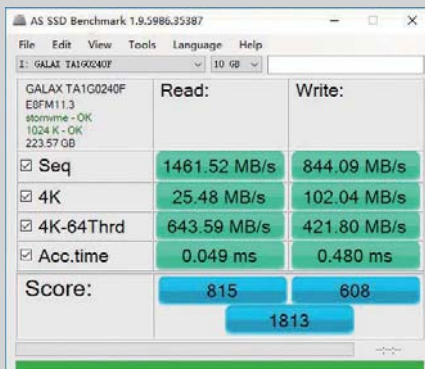 AS SSD Benchmark 1.9.5986.35387
File Edit View Tools Language Help
I: GALAX TA1G0240F 10 GB
GALAX TA1G0240F
E8FM11.3
stornvme - OK
1024 K - OK
223.57 GB
Read: Write:
Seq 1461.52 MB/s 844.09 MB/s
4K 25.48 MB/s 102.04 MB/s
4K-64Thrd 643.59 MB/s 421.80 MB/s
Acc.time 0.049 ms 0.480 ms
Score: 815 608
1813
--:--:--